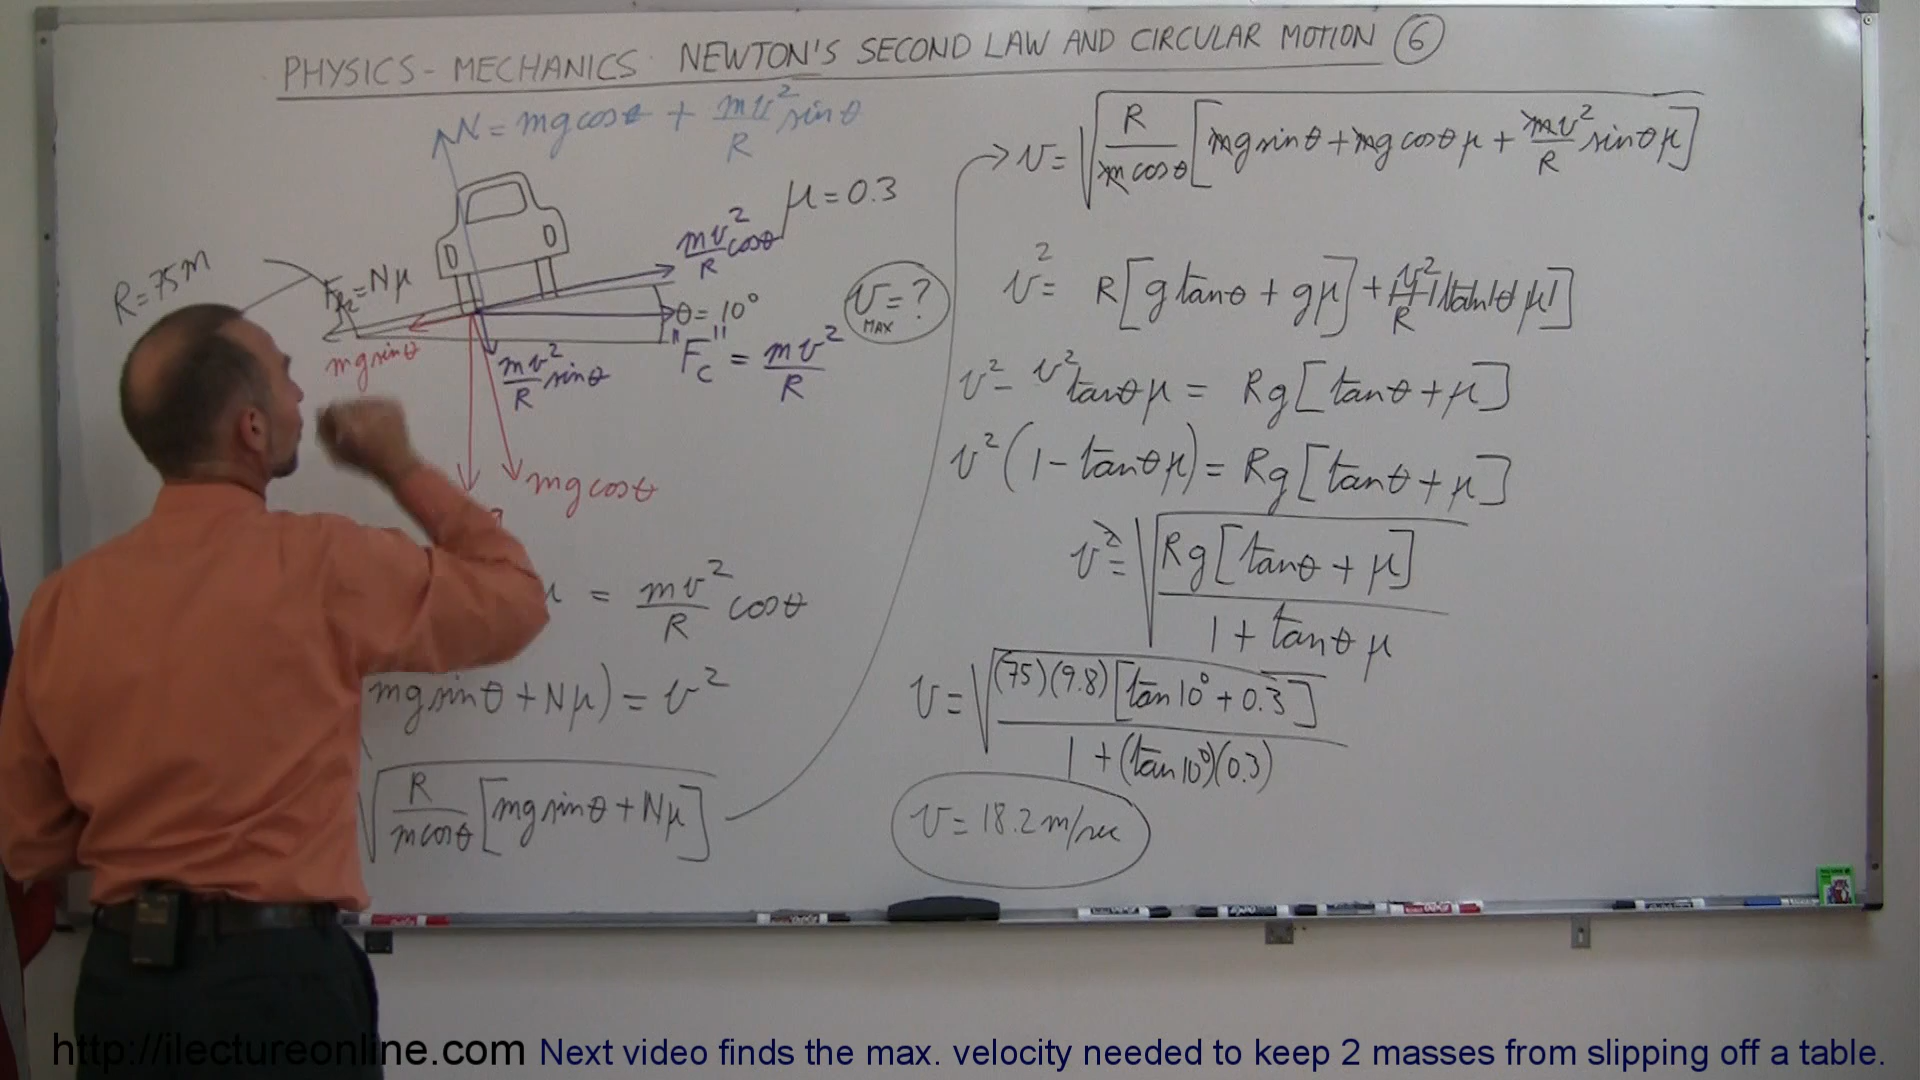 PHYSICS - MECHANICS NEWTON'S SECOND LAW AND CIRCULAR MOTION 6
N = mg cosθ + mv²/R sinθ
μ = 0.3
mv²/R cosθ
R = 75 m
= Nμ
θ = 10°
V = ?
MAX
mg sinθ
mv²/R sinθ
"F_c" = mv²/R
mg cosθ
μ = mv²/R cosθ
mg sinθ + Nμ) = v²
√ R/(m cosθ) [mg sinθ + Nμ]
v = √ R/(m cosθ) [mg sinθ + mg cosθ μ + mv²/R sinθ μ]
v² = R[g tanθ + gμ] + v²/R tanθ μ]
v² - v² tanθ μ = Rg[tanθ + μ]
v²(1 - tanθ μ) = Rg[tanθ + μ]
v² = √ Rg[tanθ + μ] / 1 + tanθ μ
v = √ (75)(9.8)[tan10° + 0.3] / 1 + (tan10°)(0.3)
v = 18.2 m/sec
http://ilectureonline.com Next video finds the max. velocity needed to keep 2 masses from slipping off a table.